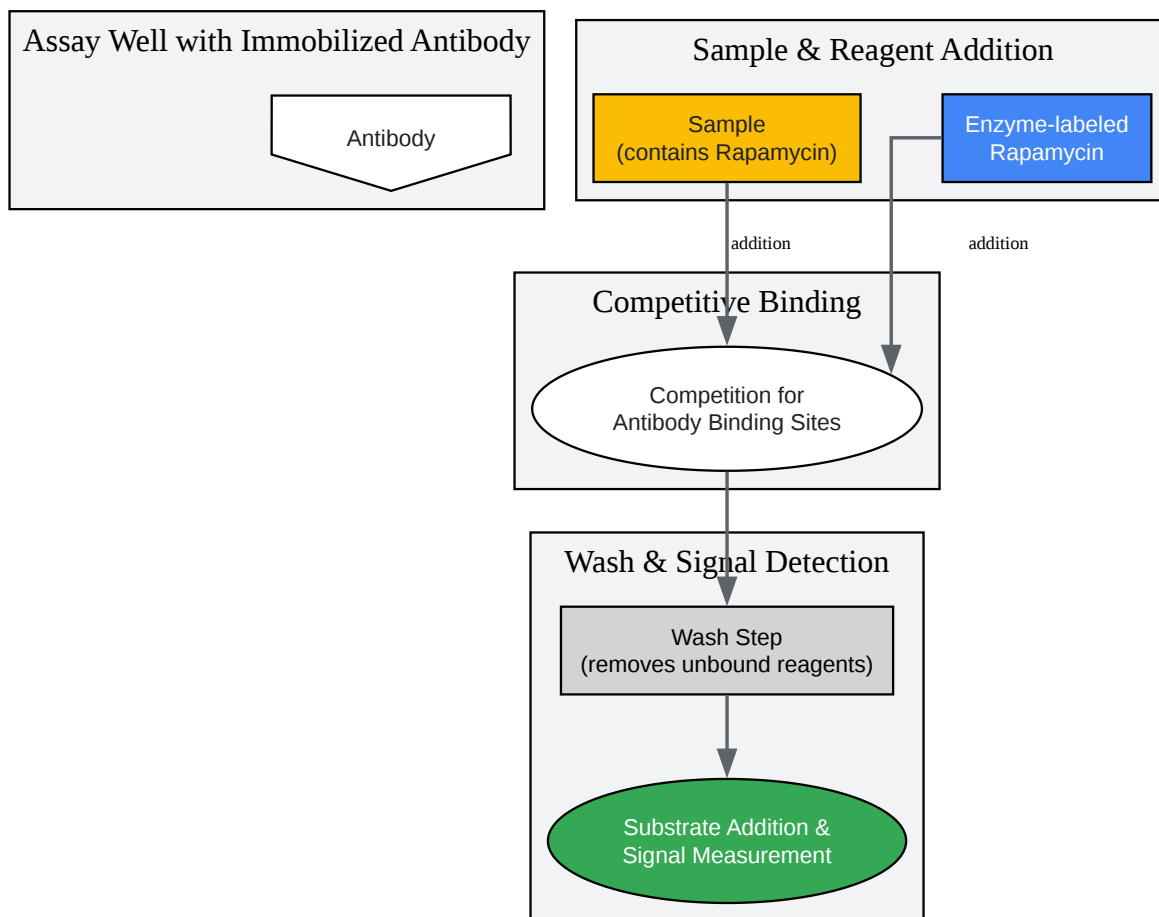 Assay Well with Immobilized Antibody
Antibody
Sample & Reagent Addition
Sample
(contains Rapamycin)
Enzyme-labeled
Rapamycin
addition
addition
Competitive Binding
Competition for
Antibody Binding Sites
Wash & Signal Detection
Wash Step
(removes unbound reagents)
Substrate Addition &
Signal Measurement